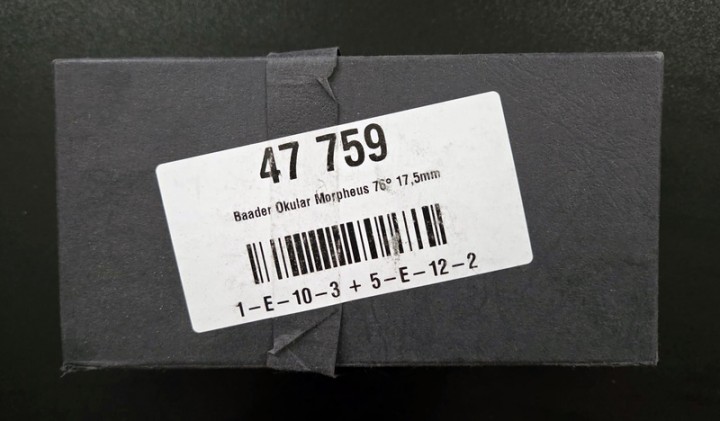 47 759
Baader Okular Morpheus 76° 17,5mm
1-E-10-3 + 5-E-12-2